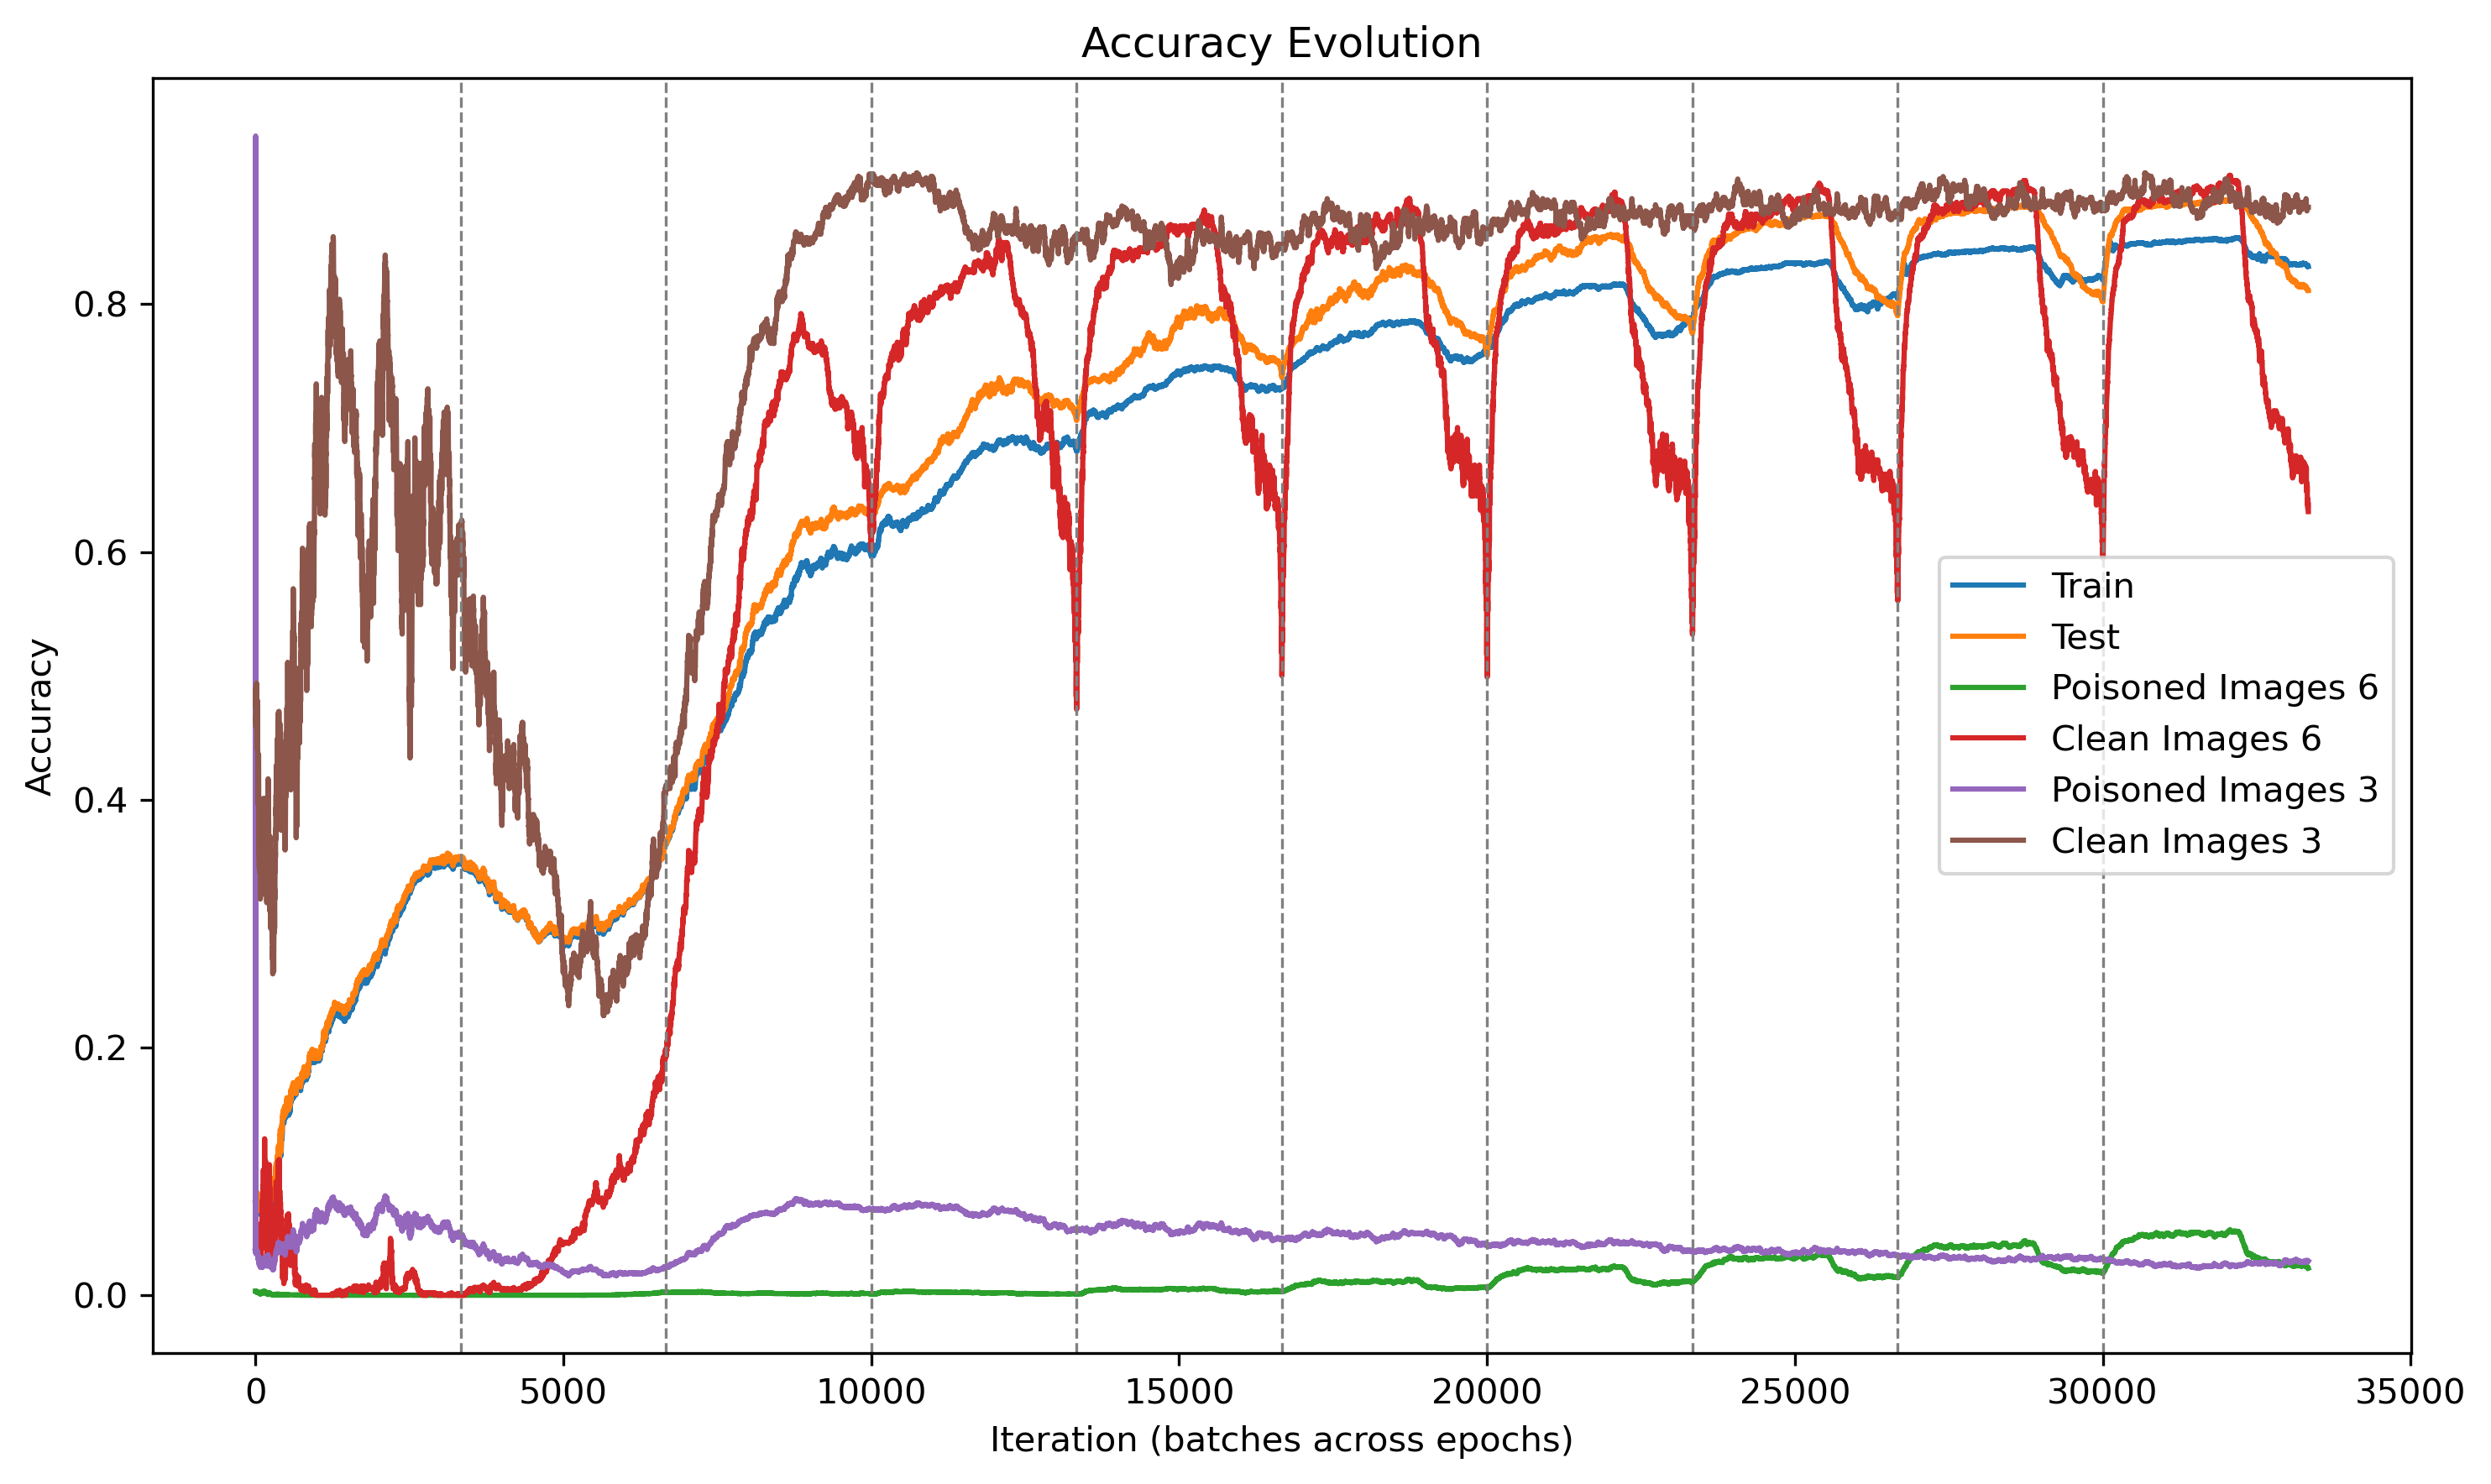 Accuracy Evolution
Accuracy
0.8
0.6
0.4
0.2
0.0
Train
Test
Poisoned Images 6
Clean Images 6
Poisoned Images 3
Clean Images 3
0 5000 10000 15000 20000 25000 30000 35000
Iteration (batches across epochs)